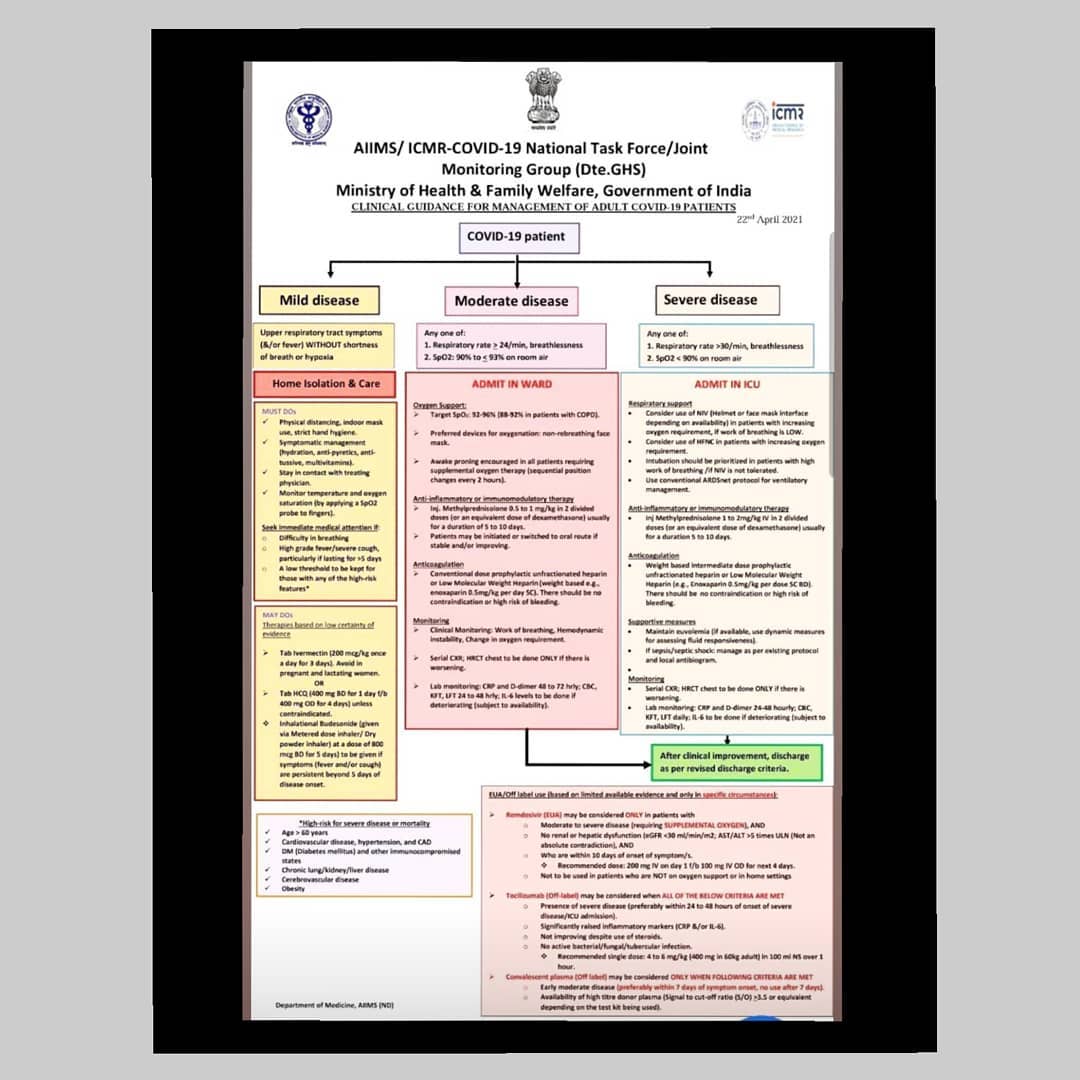 सत्यमेव जयते
icmr
AIIMS/ ICMR-COVID-19 National Task Force/Joint
Monitoring Group (Dte.GHS)
Ministry of Health & Family Welfare, Government of India
CLINICAL GUIDANCE FOR MANAGEMENT OF ADULT COVID-19 PATIENTS
22nd April 2021
COVID-19 patient
Mild disease
Upper respiratory tract symptoms
(&/or fever) WITHOUT shortness
of breath or hypoxia
Home Isolation & Care
MUST DOs
✓ Physical distancing, indoor mask
use, strict hand hygiene.
✓ Symptomatic management
(hydration, anti-pyretics, anti-
tussive, multivitamins).
✓ Stay in contact with treating
physician.
✓ Monitor temperature and oxygen
saturation (by applying a SpO2
probe to fingers).
Seek immediate medical attention if:
o Difficulty in breathing
o High grade fever/severe cough,
particularly if lasting for >5 days
o A low threshold to be kept for
those with any of the high-risk
features*
MAY DOs
Therapies based on low certainty of
evidence
➢ Tab Ivermectin (200 mcg/kg once
a day for 3 days). Avoid in
pregnant and lactating women.
OR
➢ Tab HCQ (400 mg BD for 1 day f/b
400 mg OD for 4 days) unless
contraindicated.
❖ Inhalational Budesonide (given
via Metered dose inhaler/ Dry
powder inhaler) at a dose of 800
mcg BD for 5 days) to be given if
symptoms (fever and/or cough)
are persistent beyond 5 days of
disease onset.
Moderate disease
Any one of:
1. Respiratory rate ≥ 24/min, breathlessness
2. SpO2: 90% to ≤ 93% on room air
ADMIT IN WARD
Oxygen Support:
➢ Target SpO2: 92-96% (88-92% in patients with COPD).
➢ Preferred devices for oxygenation: non-rebreathing face
mask.
➢ Awake proning encouraged in all patients requiring
supplemental oxygen therapy (sequential position
changes every 2 hours).
Anti-inflammatory or immunomodulatory therapy
➢ Inj. Methylprednisolone 0.5 to 1 mg/kg in 2 divided
doses (or an equivalent dose of dexamethasone) usually
for a duration of 5 to 10 days.
➢ Patients may be initiated or switched to oral route if
stable and/or improving.
Anticoagulation
➢ Conventional dose prophylactic unfractionated heparin
or Low Molecular Weight Heparin (weight based e.g.,
enoxaparin 0.5mg/kg per day SC). There should be no
contraindication or high risk of bleeding.
Monitoring
➢ Clinical Monitoring: Work of breathing, Hemodynamic
instability, Change in oxygen requirement.
➢ Serial CXR; HRCT chest to be done ONLY if there is
worsening.
➢ Lab monitoring: CRP and D-dimer 48 to 72 hrly; CBC,
KFT, LFT 24 to 48 hrly; IL-6 levels to be done if
deteriorating (subject to availability).
Severe disease
Any one of:
1. Respiratory rate >30/min, breathlessness
2. SpO2 < 90% on room air
ADMIT IN ICU
Respiratory support
• Consider use of NIV (Helmet or face mask interface
depending on availability) in patients with increasing
oxygen requirement, if work of breathing is LOW.
• Consider use of HFNC in patients with increasing oxygen
requirement.
• Intubation should be prioritized in patients with high
work of breathing /if NIV is not tolerated.
• Use conventional ARDSnet protocol for ventilatory
management.
Anti-inflammatory or immunomodulatory therapy
• Inj Methylprednisolone 1 to 2mg/kg IV in 2 divided
doses (or an equivalent dose of dexamethasone) usually
for a duration 5 to 10 days.
Anticoagulation
• Weight based intermediate dose prophylactic
unfractionated heparin or Low Molecular Weight
Heparin (e.g., Enoxaparin 0.5mg/kg per dose SC BD).
There should be no contraindication or high risk of
bleeding.
Supportive measures
• Maintain euvolemia (if available, use dynamic measures
for assessing fluid responsiveness).
• If sepsis/septic shock: manage as per existing protocol
and local antibiogram.
Monitoring
• Serial CXR; HRCT chest to be done ONLY if there is
worsening.
• Lab monitoring: CRP and D-dimer 24-48 hourly; CBC,
KFT, LFT daily; IL-6 to be done if deteriorating (subject to
availability).
After clinical improvement, discharge
as per revised discharge criteria.
*High-risk for severe disease or mortality
✓ Age > 60 years
✓ Cardiovascular disease, hypertension, and CAD
✓ DM (Diabetes mellitus) and other immunocompromised
states
✓ Chronic lung/kidney/liver disease
✓ Cerebrovascular disease
✓ Obesity
EUA/Off label use (based on limited available evidence and only in specific circumstances):
➢ Remdesivir (EUA) may be considered ONLY in patients with
o Moderate to severe disease (requiring SUPPLEMENTAL OXYGEN), AND
o No renal or hepatic dysfunction (eGFR <30 ml/min/m2; AST/ALT >5 times ULN (Not an
absolute contradiction), AND
o Who are within 10 days of onset of symptom/s.
❖ Recommended dose: 200 mg IV on day 1 f/b 100 mg IV OD for next 4 days.
o Not to be used in patients who are NOT on oxygen support or in home settings
➢ Tocilizumab (Off-label) may be considered when ALL OF THE BELOW CRITERIA ARE MET
o Presence of severe disease (preferably within 24 to 48 hours of onset of severe
disease/ICU admission).
o Significantly raised inflammatory markers (CRP &/or IL-6).
o Not improving despite use of steroids.
o No active bacterial/fungal/tubercular infection.
❖ Recommended single dose: 4 to 6 mg/kg (400 mg in 60kg adult) in 100 ml NS over 1
hour.
➢ Convalescent plasma (Off label) may be considered ONLY WHEN FOLLOWING CRITERIA ARE MET
o Early moderate disease (preferably within 7 days of symptom onset, no use after 7 days).
o Availability of high titre donor plasma (Signal to cut-off ratio (S/O) ≥3.5 or equivalent
depending on the test kit being used).
Department of Medicine, AIIMS (ND)